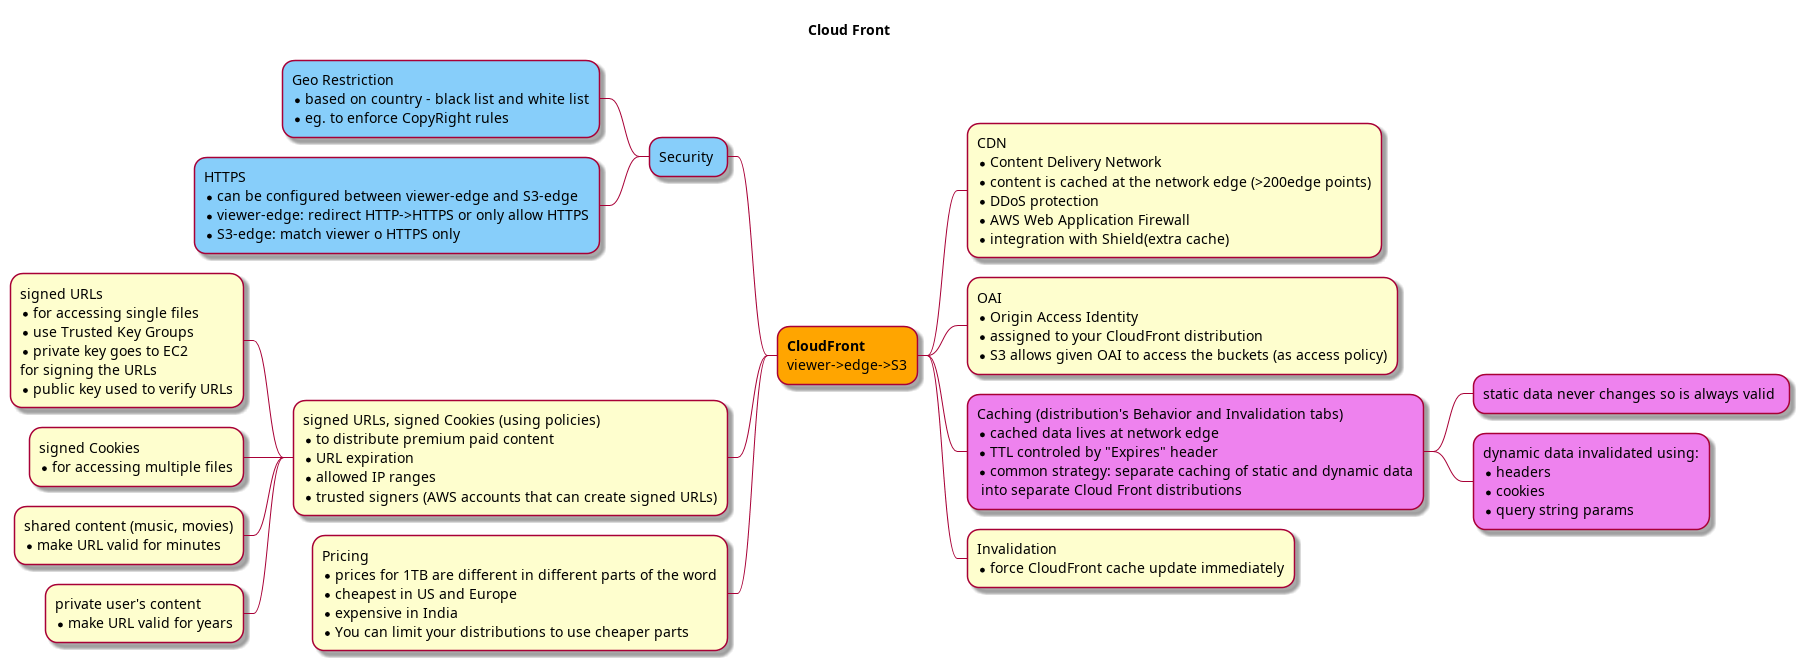 Cloud Front
Geo Restriction
• based on country - black list and white list
• eg. to enforce CopyRight rules
Security
HTTPS
• can be configured between viewer-edge and S3-edge
• viewer-edge: redirect HTTP->HTTPS or only allow HTTPS
• S3-edge: match viewer o HTTPS only
signed URLs
• for accessing single files
• use Trusted Key Groups
• private key goes to EC2
for signing the URLs
• public key used to verify URLs
signed Cookies
• for accessing multiple files
shared content (music, movies)
• make URL valid for minutes
private user's content
• make URL valid for years
signed URLs, signed Cookies (using policies)
• to distribute premium paid content
• URL expiration
• allowed IP ranges
• trusted signers (AWS accounts that can create signed URLs)
Pricing
• prices for 1TB are different in different parts of the word
• cheapest in US and Europe
• expensive in India
• You can limit your distributions to use cheaper parts
CloudFront
viewer->edge->S3
CDN
• Content Delivery Network
• content is cached at the network edge (>200edge points)
• DDoS protection
• AWS Web Application Firewall
• integration with Shield(extra cache)
OAI
• Origin Access Identity
• assigned to your CloudFront distribution
• S3 allows given OAI to access the buckets (as access policy)
Caching (distribution's Behavior and Invalidation tabs)
• cached data lives at network edge
• TTL controled by "Expires" header
• common strategy: separate caching of static and dynamic data
into separate Cloud Front distributions
static data never changes so is always valid
dynamic data invalidated using:
• headers
• cookies
• query string params
Invalidation
• force CloudFront cache update immediately